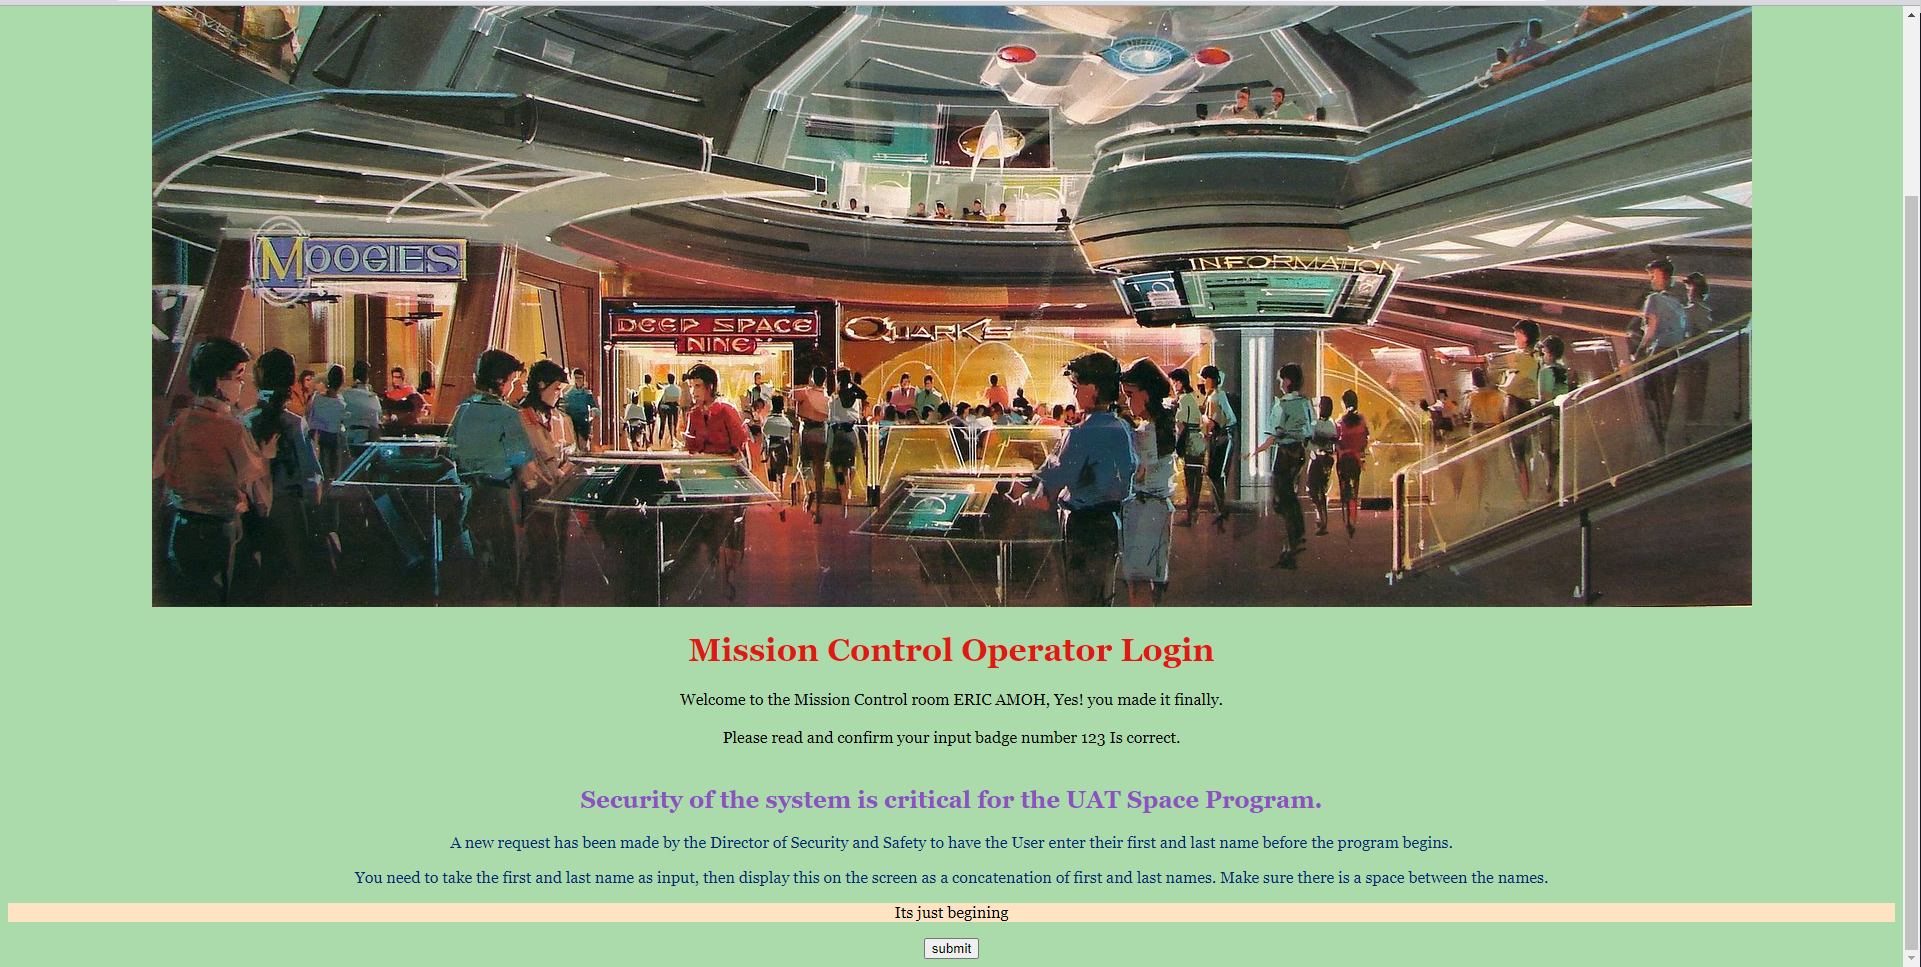 MOOGIES
INFORMATION
DEEP SPACE
NINE
QUARKS
Mission Control Operator Login
Welcome to the Mission Control room ERIC AMOH, Yes! you made it finally.
Please read and confirm your input badge number 123 Is correct.
Security of the system is critical for the UAT Space Program.
A new request has been made by the Director of Security and Safety to have the User enter their first and last name before the program begins.
You need to take the first and last name as input, then display this on the screen as a concatenation of first and last names. Make sure there is a space between the names.
Its just begining
submit